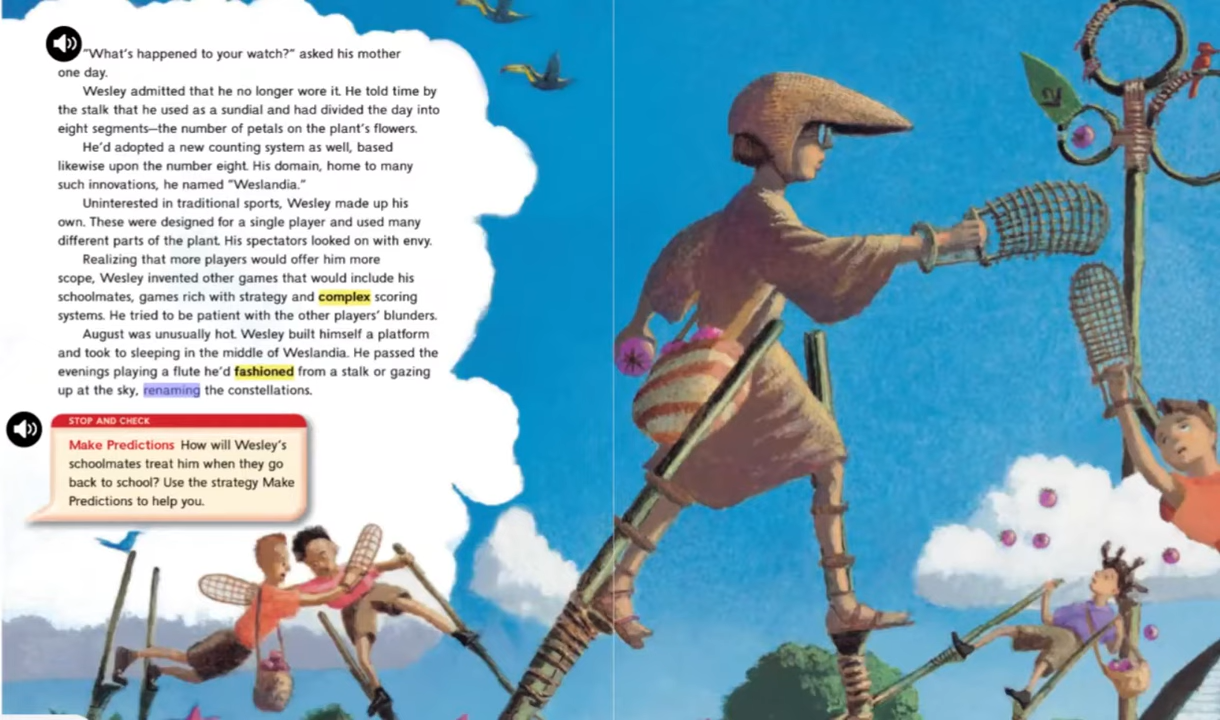 "What's happened to your watch?" asked his mother
one day.
Wesley admitted that he no longer wore it. He told time by
the stalk that he used as a sundial and had divided the day into
eight segments—the number of petals on the plant's flowers.
He'd adopted a new counting system as well, based
likewise upon the number eight. His domain, home to many
such innovations, he named "Weslandia."
Uninterested in traditional sports, Wesley made up his
own. These were designed for a single player and used many
different parts of the plant. His spectators looked on with envy.
Realizing that more players would offer him more
scope, Wesley invented other games that would include his
schoolmates, games rich with strategy and complex scoring
systems. He tried to be patient with the other players' blunders.
August was unusually hot. Wesley built himself a platform
and took to sleeping in the middle of Weslandia. He passed the
evenings playing a flute he'd fashioned from a stalk or gazing
up at the sky, renaming the constellations.
STOP AND CHECK
Make Predictions How will Wesley's
schoolmates treat him when they go
back to school? Use the strategy Make
Predictions to help you.